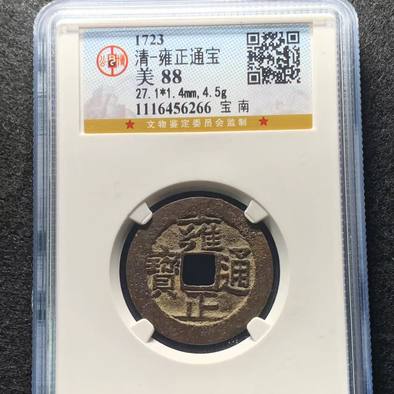 1723
清-雍正通宝
美 88
27.1*1.4mm,4.5g
1116456266 宝 南
★ 文物鉴定委员会监制 ★
雍
寶 通
正